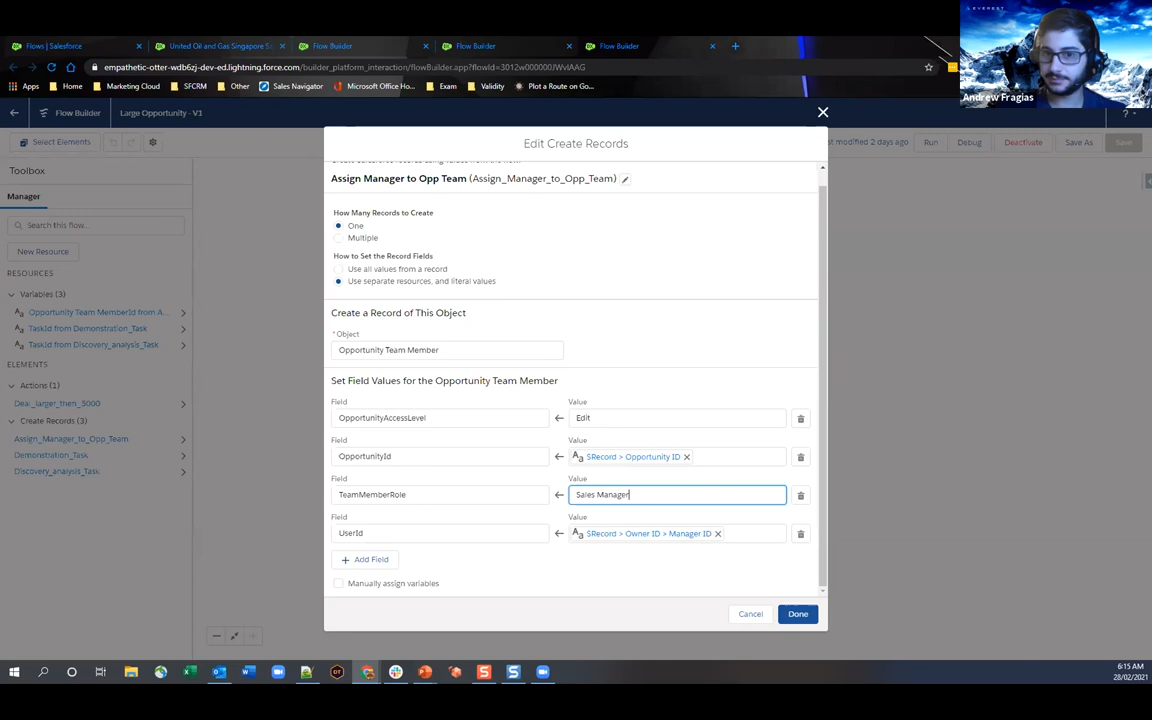 LEVEREST
Flows | Salesforce
United Oil and Gas Singapore S
Flow Builder
Flow Builder
Flow Builder
empathetic-otter-wdb6zj-dev-ed.lightning.force.com/builder_platform_interaction/flowBuilder.app?flowId=3012w000000JWvIAAG
Apps
Home
Marketing Cloud
SFCRM
Other
Sales Navigator
Microsoft Office Ho...
Exam
Validity
Plot a Route on Go...
Andrew Fragias
Flow Builder
Large Opportunity - V1
?
Select Elements
st modified 2 days ago
Run
Debug
Deactivate
Save As
Save
Toolbox
Manager
Search this flow...
New Resource
RESOURCES
Variables (3)
Opportunity Team MemberId from A...
TaskId from Demonstration_Task
TaskId from Discovery_analysis_Task
ELEMENTS
Actions (1)
Deal_larger_then_5000
Create Records (3)
Assign_Manager_to_Opp_Team
Demonstration_Task
Discovery_analysis_Task
Edit Create Records
Create Salesforce records using values from the flow.
Assign Manager to Opp Team (Assign_Manager_to_Opp_Team)
How Many Records to Create
One
Multiple
How to Set the Record Fields
Use all values from a record
Use separate resources, and literal values
Create a Record of This Object
* Object
Opportunity Team Member
Set Field Values for the Opportunity Team Member
Field
Value
OpportunityAccessLevel
Edit
Field
Value
OpportunityId
$Record > Opportunity ID
Field
Value
TeamMemberRole
Sales Manager
Field
Value
UserId
$Record > Owner ID > Manager ID
Add Field
Manually assign variables
Cancel
Done
6:15 AM
28/02/2021